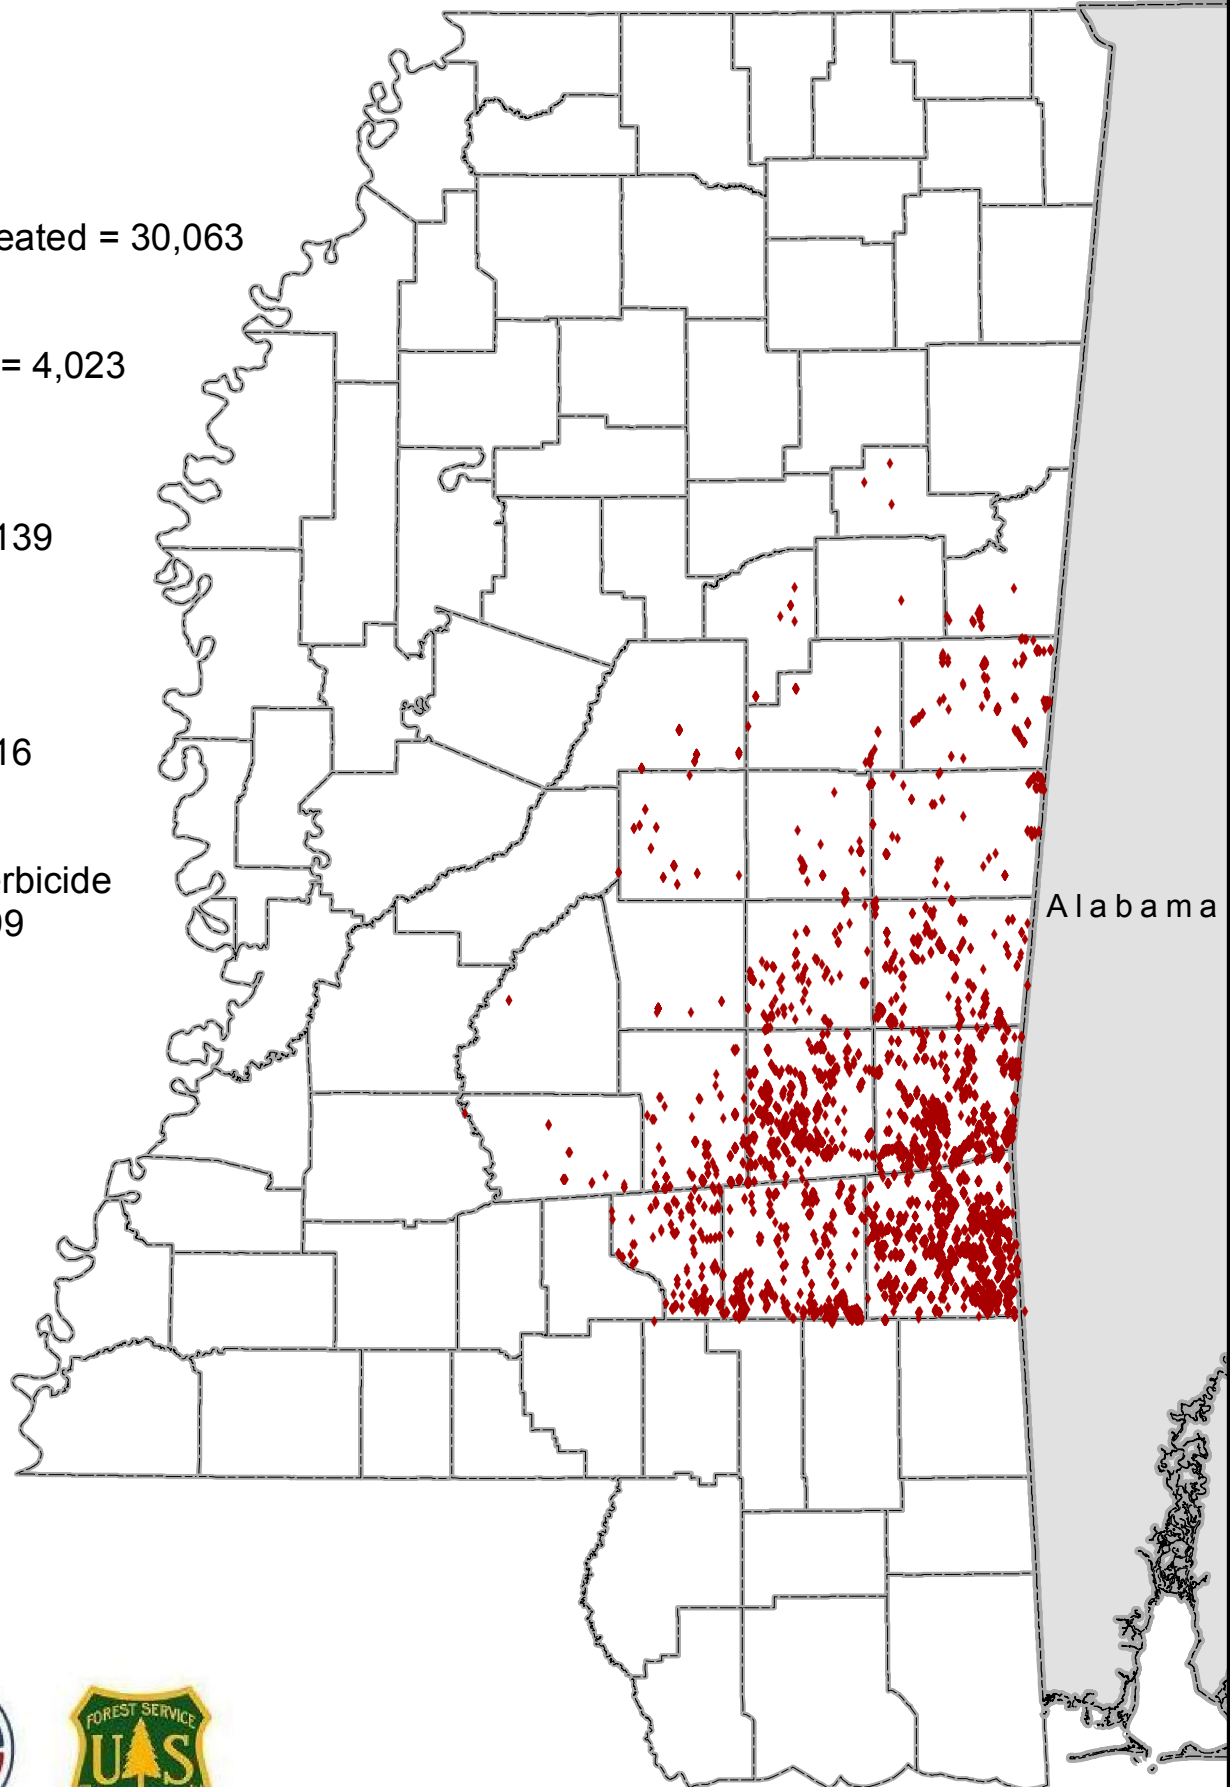 eated = 30,063
= 4,023
139
16
rbicide
09
Alabama
FOREST SERVICE
U S